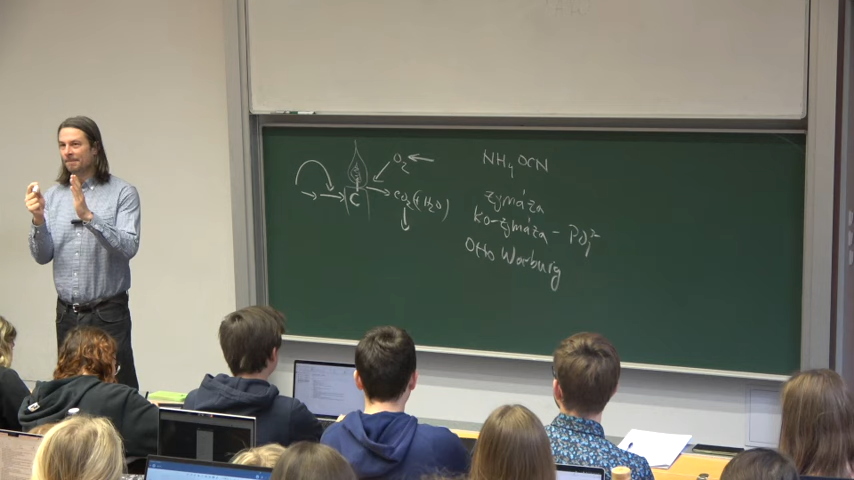 O₂
C
CO₂(+H₂O)
NH₄OCN
zymáza
Ko-zymáza - PO₄³⁻
Otto Warburg